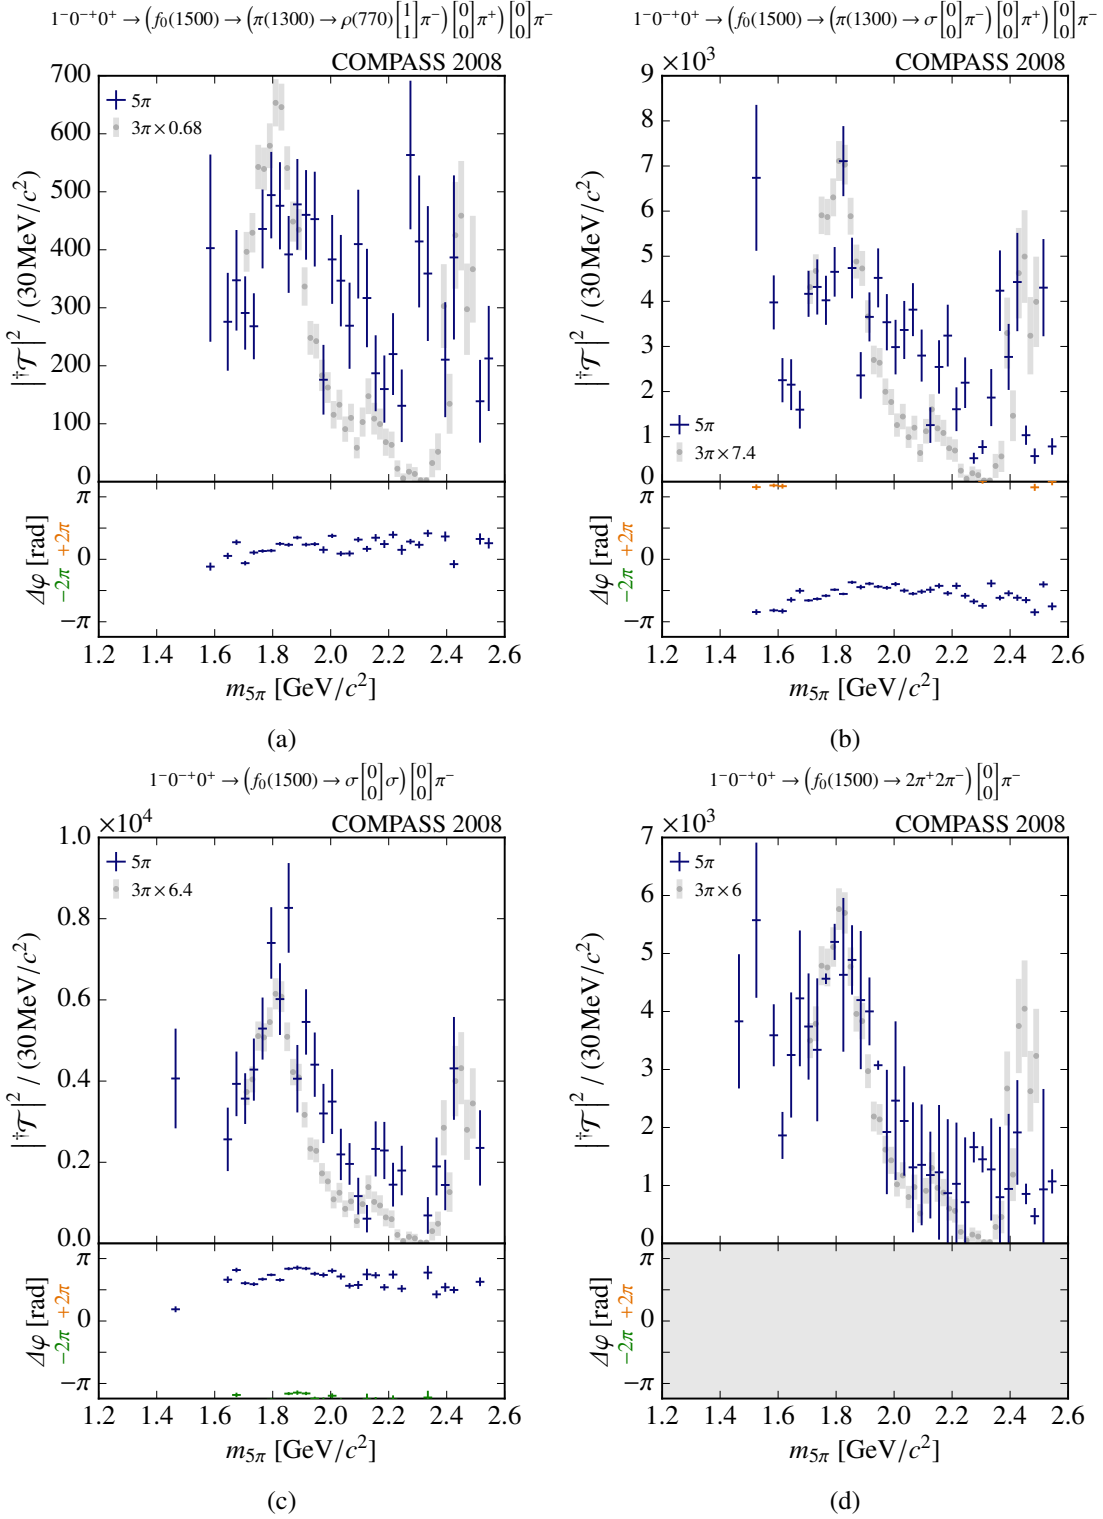 1⁻0⁻⁺0⁺ → (f₀(1500) → (π(1300) → ρ(770)[1 1]π⁻)[0 0]π⁺)[0 0]π⁻
COMPASS 2008
700
600
500
400
300
200
100
0
|†𝒯|² / (30 MeV/c²)
5π
3π×0.68
π
0
−π
Δφ [rad]
−2π +2π
1.2 1.4 1.6 1.8 2.0 2.2 2.4 2.6
m₅π [GeV/c²]
(a)
1⁻0⁻⁺0⁺ → (f₀(1500) → (π(1300) → σ[0 0]π⁻)[0 0]π⁺)[0 0]π⁻
×10³
COMPASS 2008
9
8
7
6
5
4
3
2
1
0
|†𝒯|² / (30 MeV/c²)
5π
3π×7.4
π
0
−π
Δφ [rad]
−2π +2π
1.2 1.4 1.6 1.8 2.0 2.2 2.4 2.6
m₅π [GeV/c²]
(b)
1⁻0⁻⁺0⁺ → (f₀(1500) → σ[0 0]σ)[0 0]π⁻
×10⁴
COMPASS 2008
1.0
0.8
0.6
0.4
0.2
0.0
|†𝒯|² / (30 MeV/c²)
5π
3π×6.4
π
0
−π
Δφ [rad]
−2π +2π
1.2 1.4 1.6 1.8 2.0 2.2 2.4 2.6
m₅π [GeV/c²]
(c)
1⁻0⁻⁺0⁺ → (f₀(1500) → 2π⁺2π⁻)[0 0]π⁻
×10³
COMPASS 2008
7
6
5
4
3
2
1
0
|†𝒯|² / (30 MeV/c²)
5π
3π×6
π
0
−π
Δφ [rad]
−2π +2π
1.2 1.4 1.6 1.8 2.0 2.2 2.4 2.6
m₅π [GeV/c²]
(d)